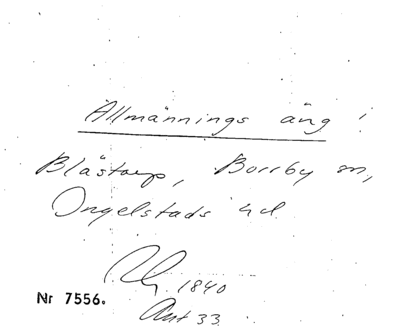 Allmännings äng i
Blästorp, Borrby sn,
Ingelstads hd
1840
Nr 7556.
Akt 33